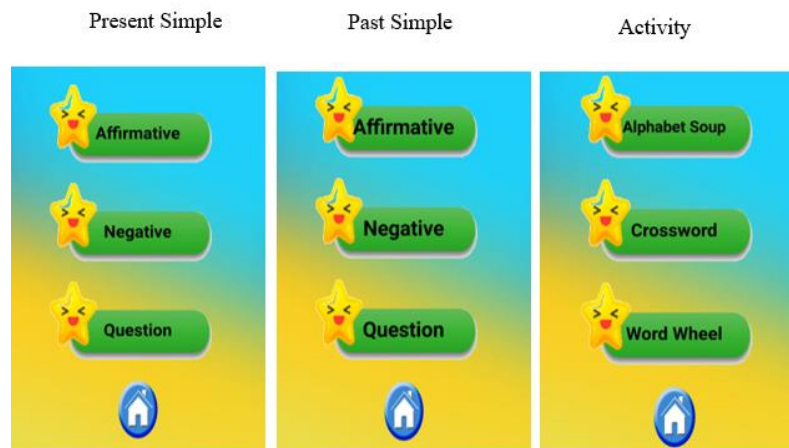 Present Simple
Past Simple
Activity
Affirmative
Negative
Question
Affirmative
Negative
Question
Alphabet Soup
Crossword
Word Wheel